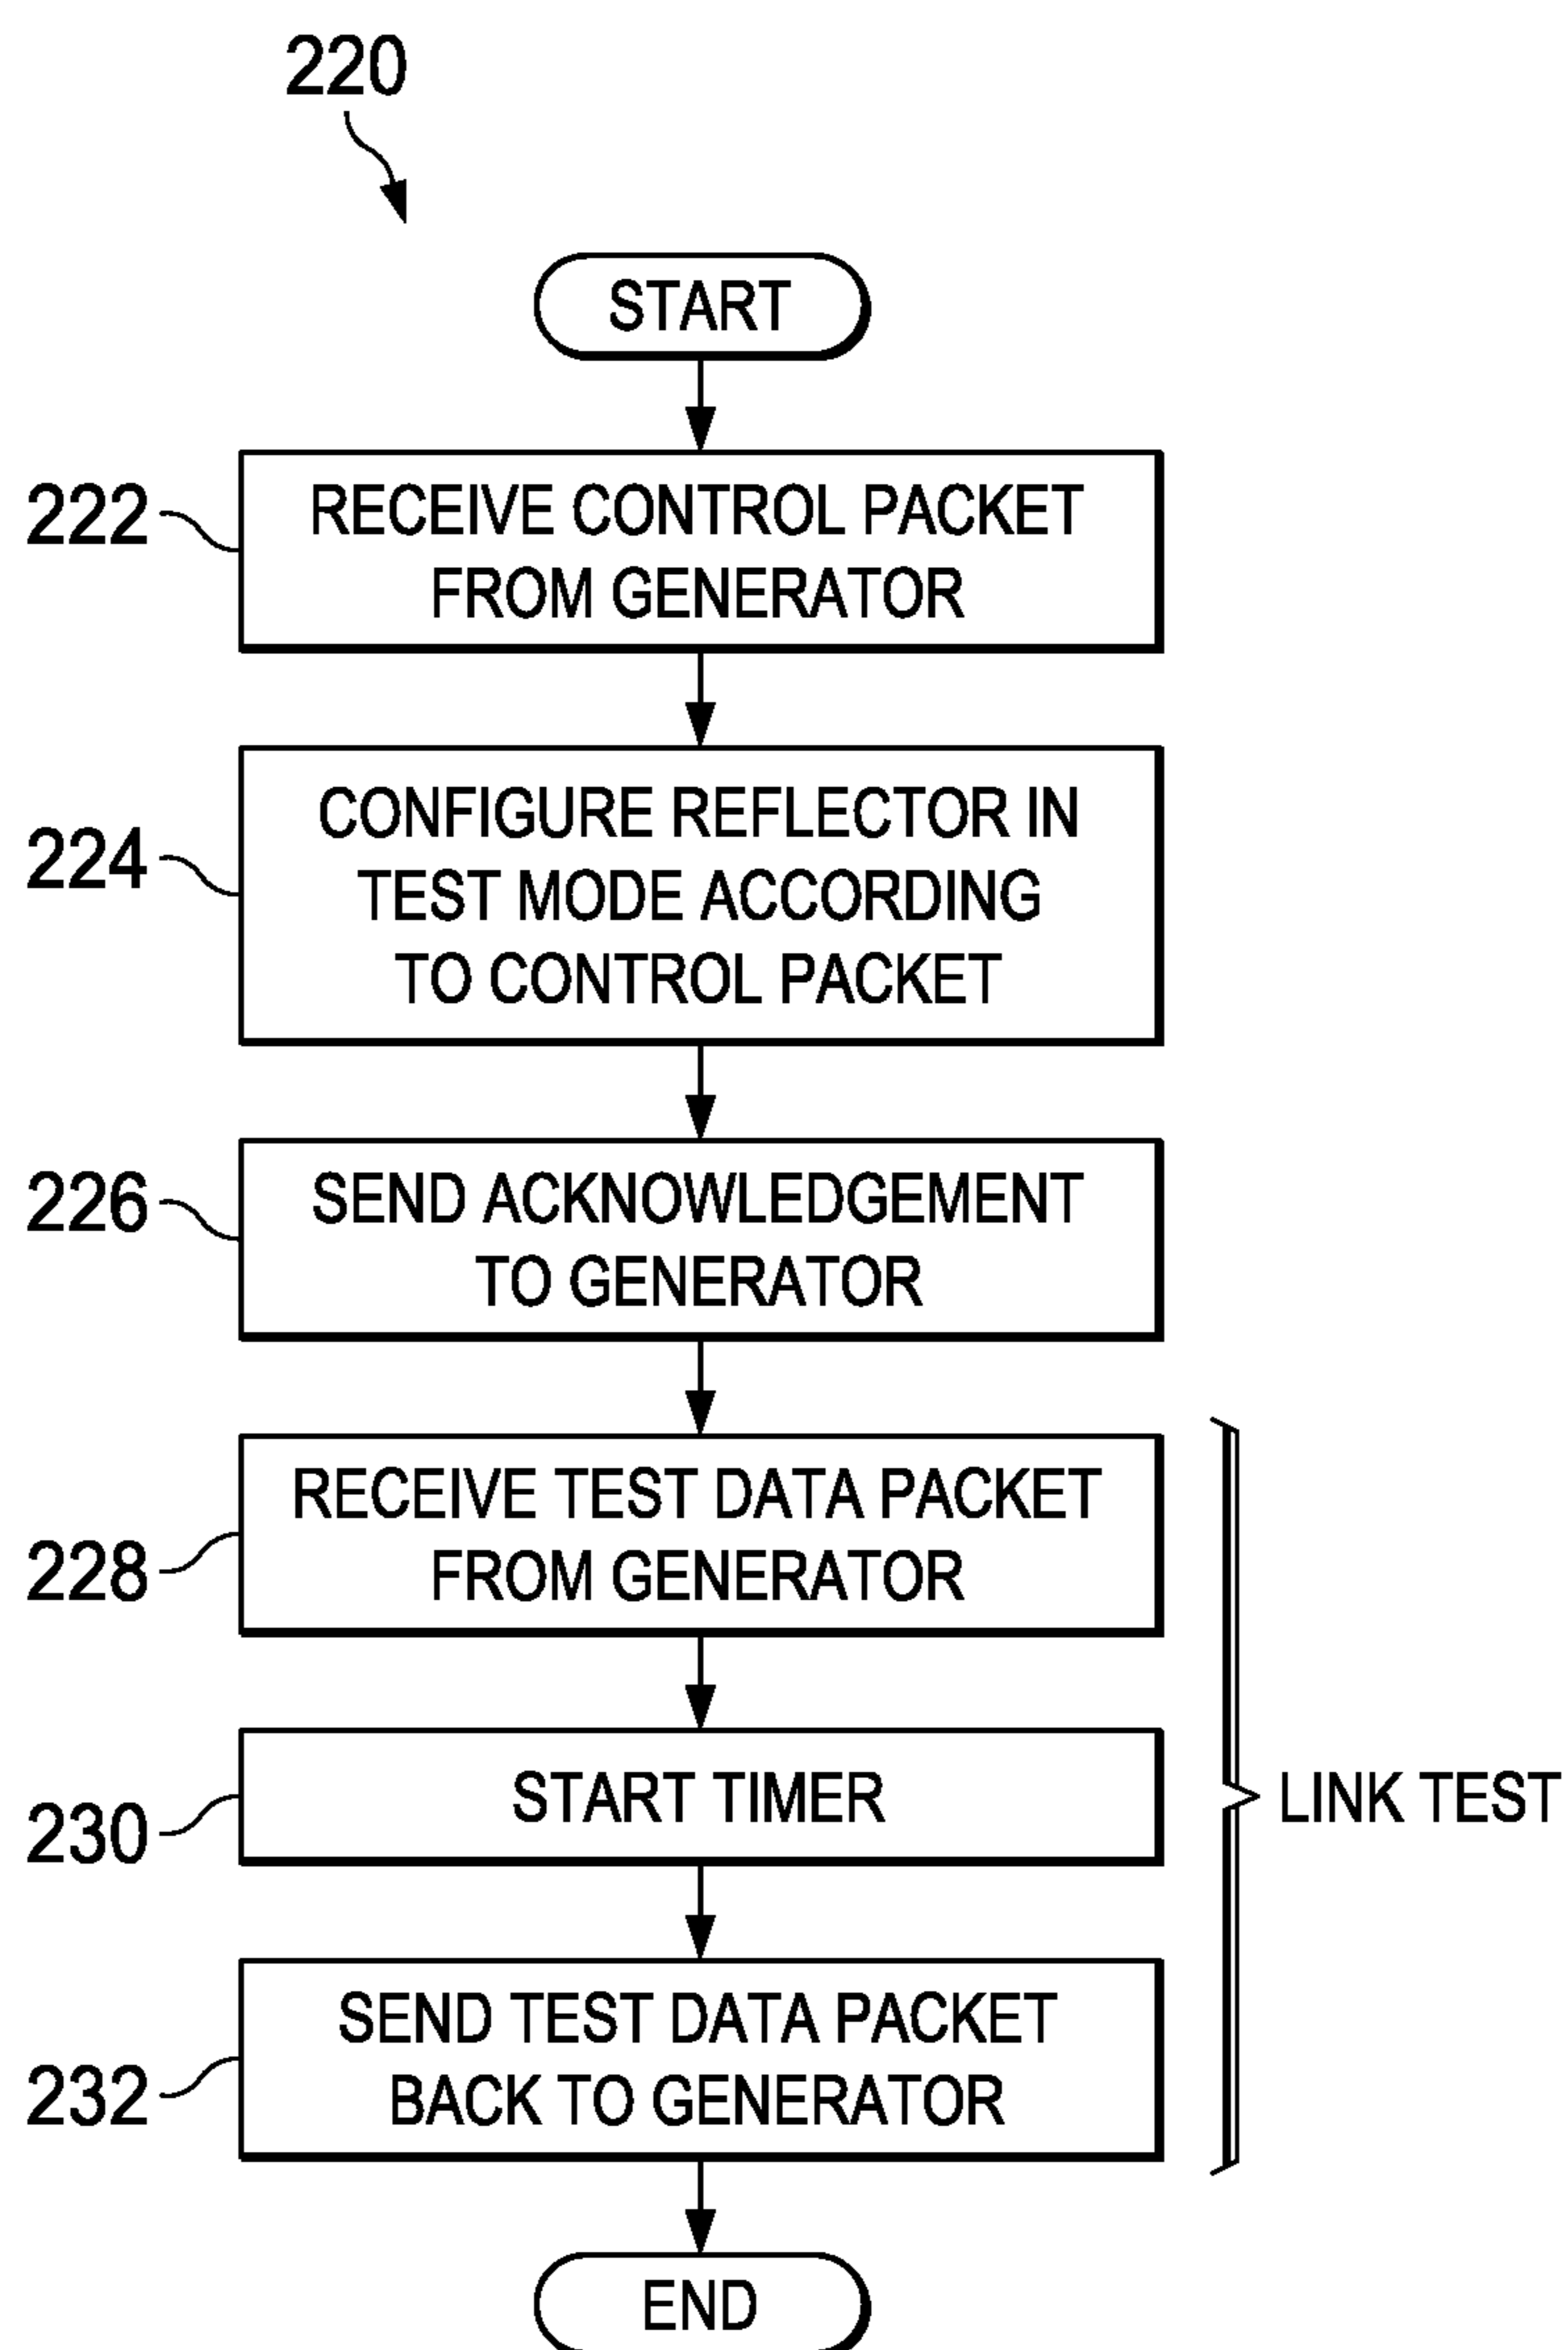 220
START
222
RECEIVE CONTROL PACKET
FROM GENERATOR
224
CONFIGURE REFLECTOR IN
TEST MODE ACCORDING
TO CONTROL PACKET
226
SEND ACKNOWLEDGEMENT
TO GENERATOR
228
RECEIVE TEST DATA PACKET
FROM GENERATOR
230
START TIMER
LINK TEST
232
SEND TEST DATA PACKET
BACK TO GENERATOR
END